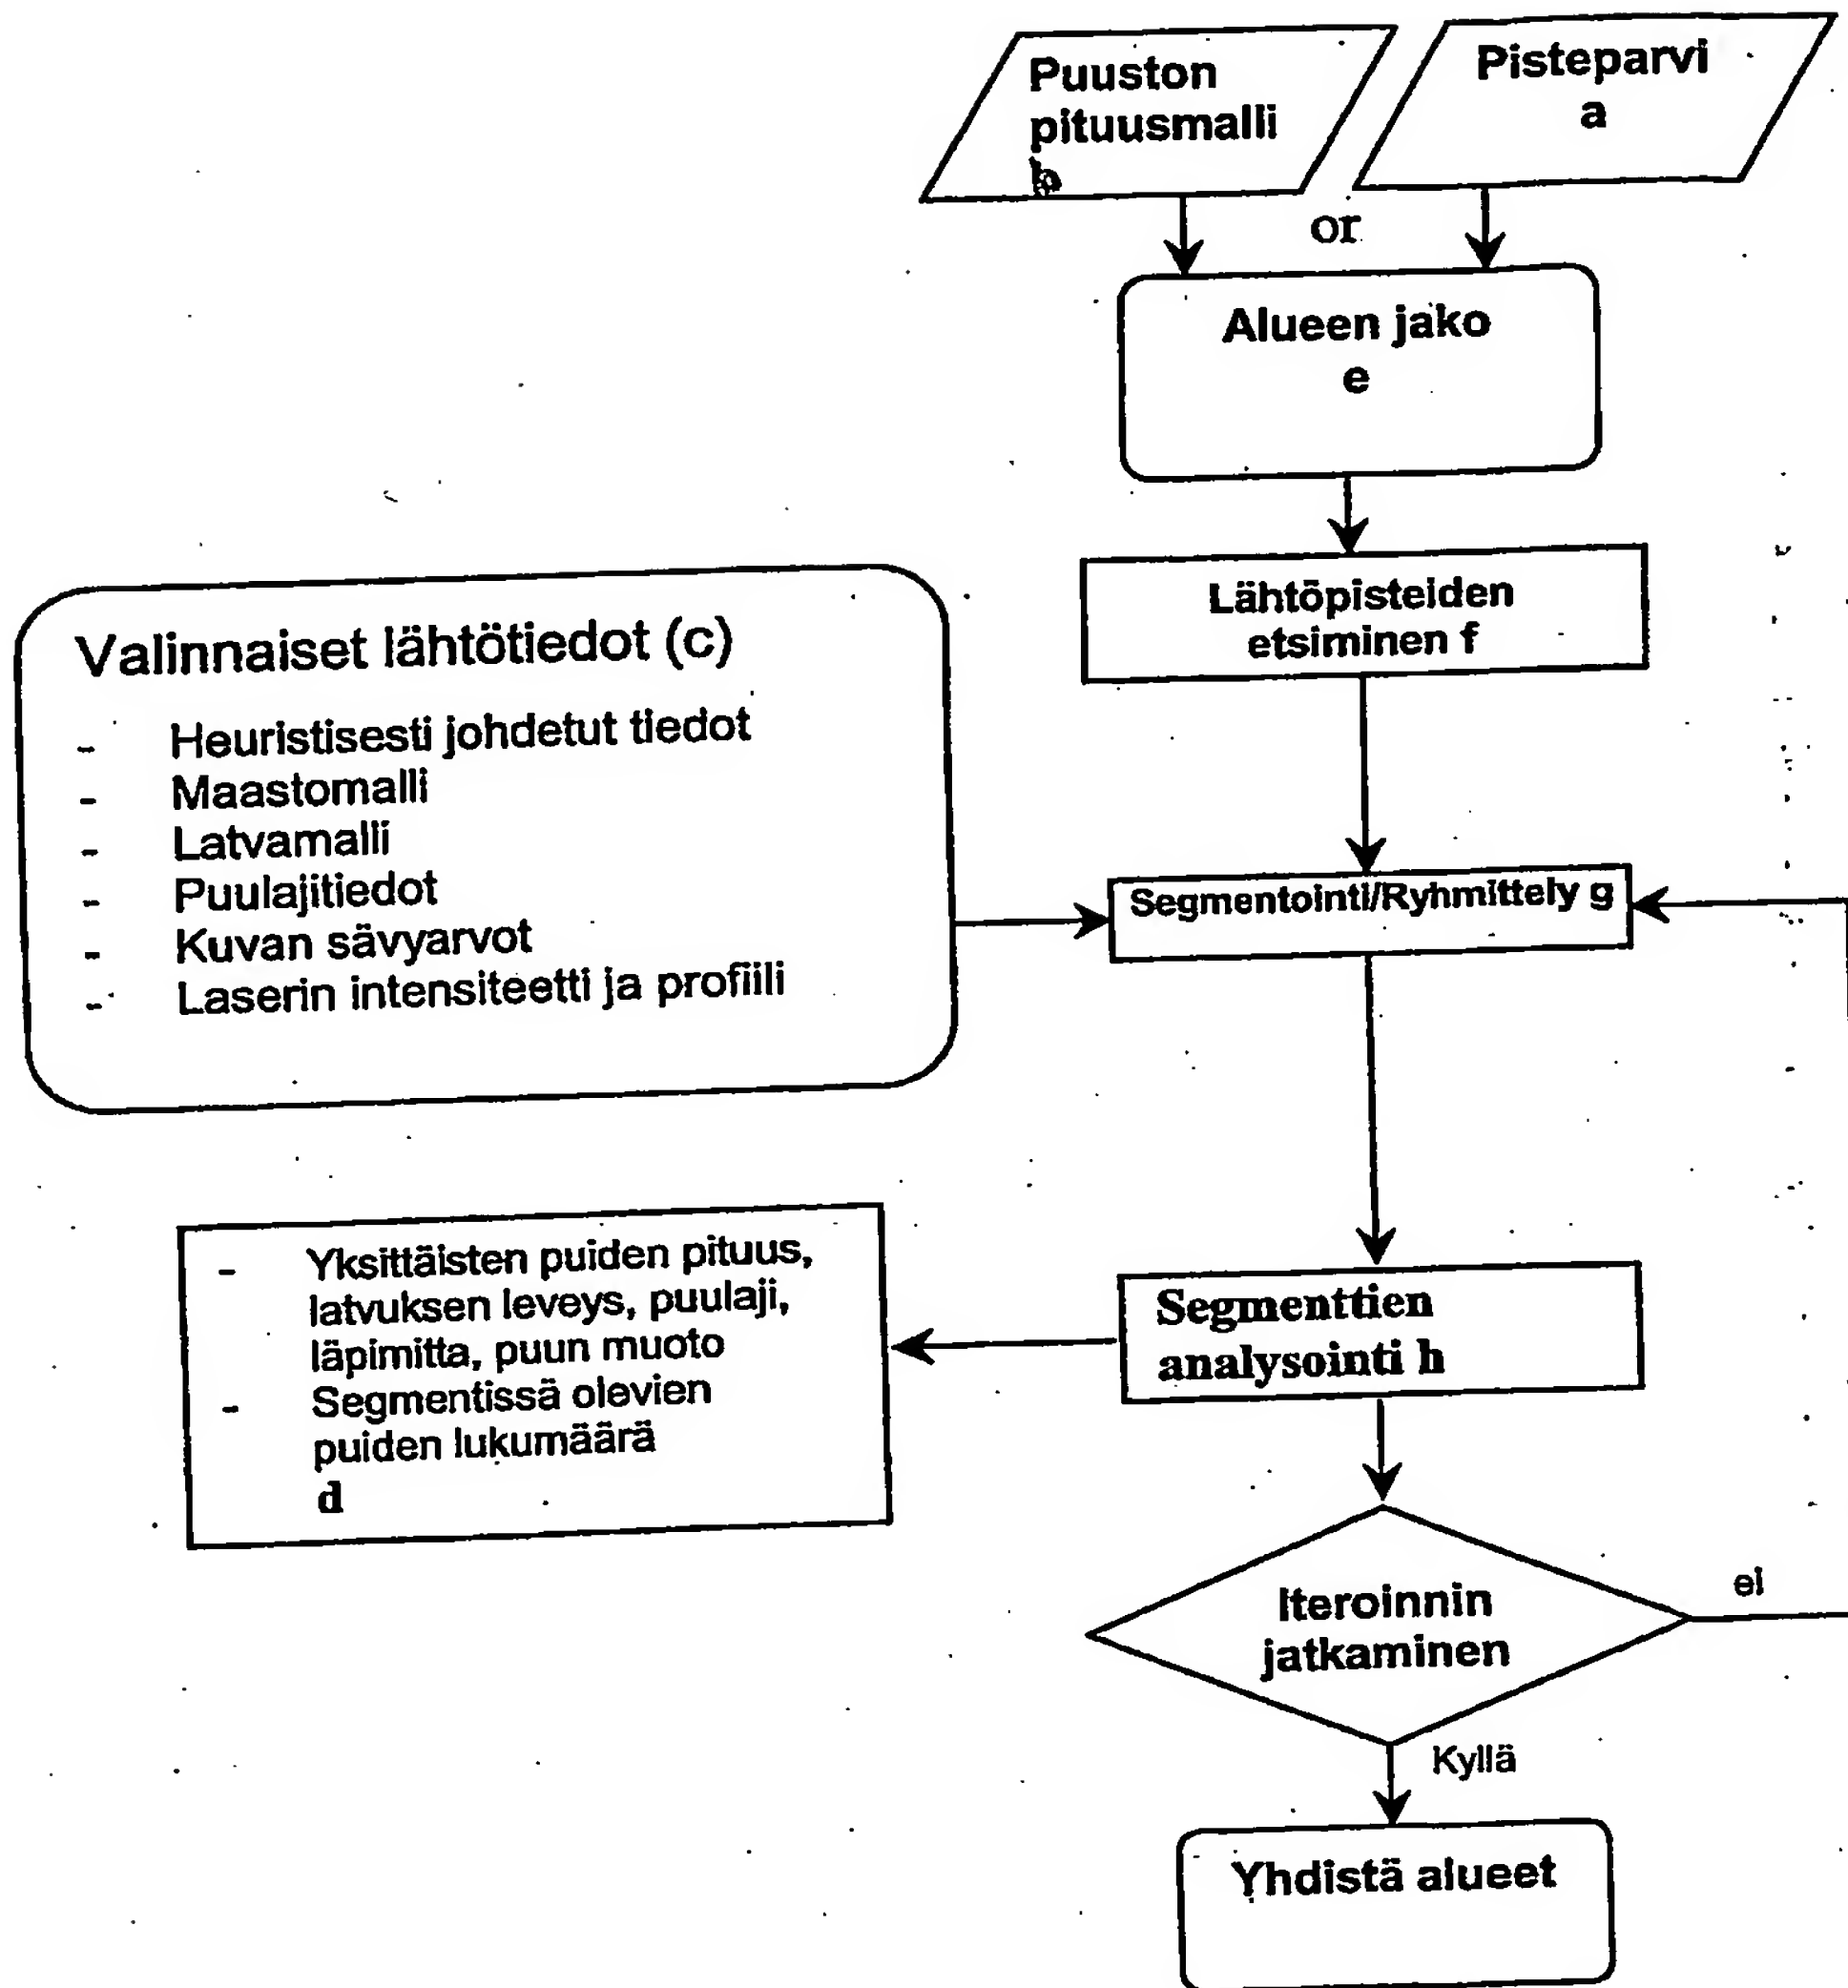 Puuston
pituusmalli
b
Pisteparvi
a
or
Alueen jako
e
Lähtöpisteiden
etsiminen f
Valinnaiset lähtötiedot (c)
- Heuristisesti johdetut tiedot
- Maastomalli
- Latvamalli
- Puulajitiedot
- Kuvan sävyarvot
- Laserin intensiteetti ja profiili
Segmentointi/Ryhmittely g
- Yksittäisten puiden pituus,
latvuksen leveys, puulaji,
läpimitta, puun muoto
- Segmentissä olevien
puiden lukumäärä
d
Segmenttien
analysointi h
Iteroinnin
jatkaminen
ei
Kyllä
Yhdistä alueet